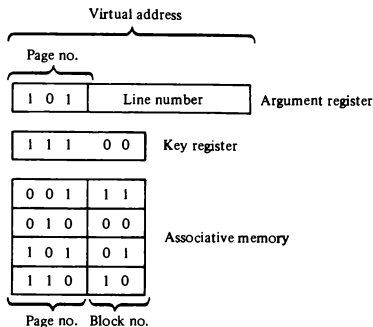 Virtual address
Page no.
1 0 1 Line number Argument register
1 1 1 0 0 Key register
0 0 1 1 1
0 1 0 0 0
Associative memory
1 0 1 0 1
1 1 0 1 0
Page no. Block no.